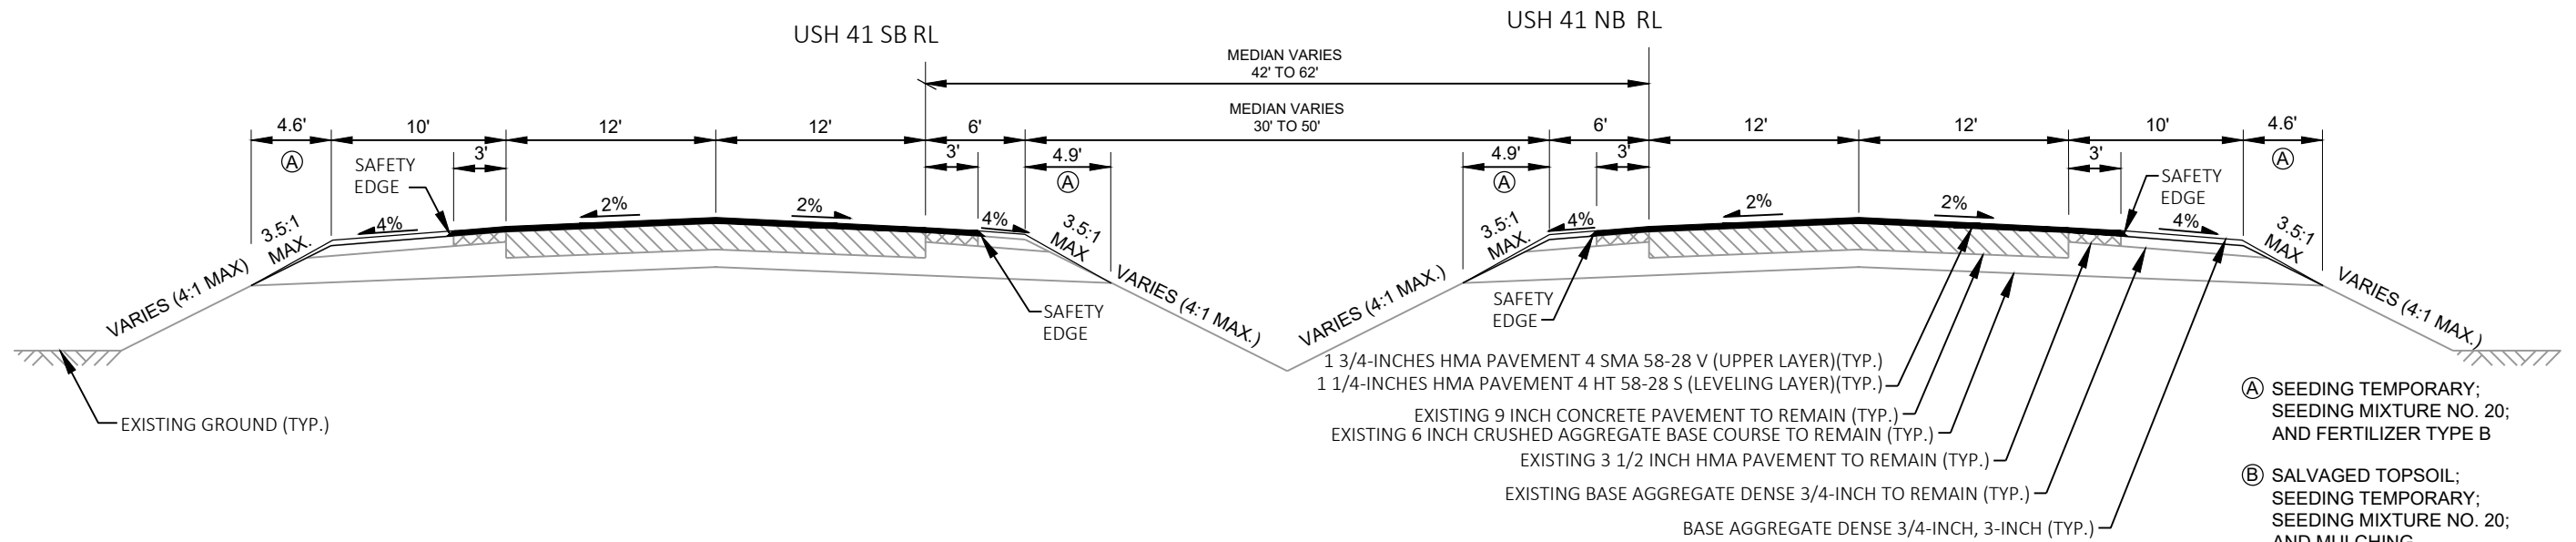 USH 41 SB RL
USH 41 NB RL
MEDIAN VARIES
42' TO 62'
MEDIAN VARIES
30' TO 50'
4.6'
10'
12'
12'
6'
6'
12'
12'
10'
4.6'
A
3'
3'
4.9'
A
4.9'
A
3'
3'
A
SAFETY
EDGE
SAFETY
EDGE
2%
2%
2%
2%
4%
4%
4%
4%
3.5:1
MAX.
3.5:1
MAX
3.5:1
MAX.
3.5:1
MAX
VARIES (4:1 MAX)
VARIES (4:1 MAX.)
VARIES (4:1 MAX.)
VARIES (4:1 MAX.)
SAFETY
EDGE
SAFETY
EDGE
EXISTING GROUND (TYP.)
1 3/4-INCHES HMA PAVEMENT 4 SMA 58-28 V (UPPER LAYER)(TYP.)
1 1/4-INCHES HMA PAVEMENT 4 HT 58-28 S (LEVELING LAYER)(TYP.)
EXISTING 9 INCH CONCRETE PAVEMENT TO REMAIN (TYP.)
EXISTING 6 INCH CRUSHED AGGREGATE BASE COURSE TO REMAIN (TYP.)
EXISTING 3 1/2 INCH HMA PAVEMENT TO REMAIN (TYP.)
EXISTING BASE AGGREGATE DENSE 3/4-INCH TO REMAIN (TYP.)
BASE AGGREGATE DENSE 3/4-INCH, 3-INCH (TYP.)
A SEEDING TEMPORARY;
SEEDING MIXTURE NO. 20;
AND FERTILIZER TYPE B
B SALVAGED TOPSOIL;
SEEDING TEMPORARY;
SEEDING MIXTURE NO. 20;
AND MULCHING